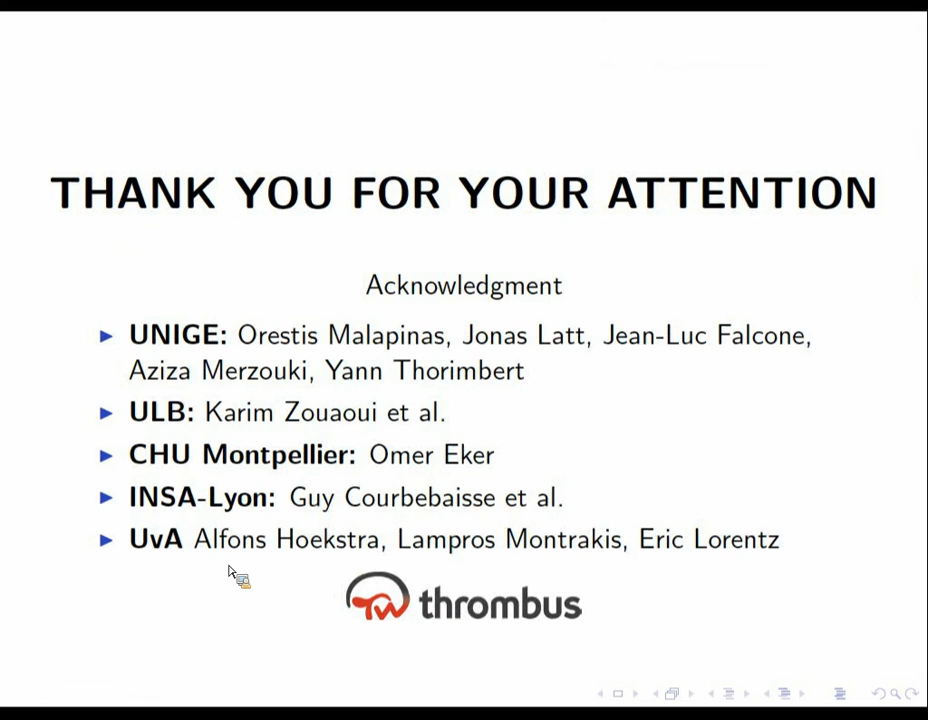 THANK YOU FOR YOUR ATTENTION
Acknowledgment
UNIGE: Orestis Malapinas, Jonas Latt, Jean-Luc Falcone,
Aziza Merzouki, Yann Thorimbert
ULB: Karim Zouaoui et al.
CHU Montpellier: Omer Eker
INSA-Lyon: Guy Courbebaisse et al.
UvA Alfons Hoekstra, Lampros Montrakis, Eric Lorentz
thrombus